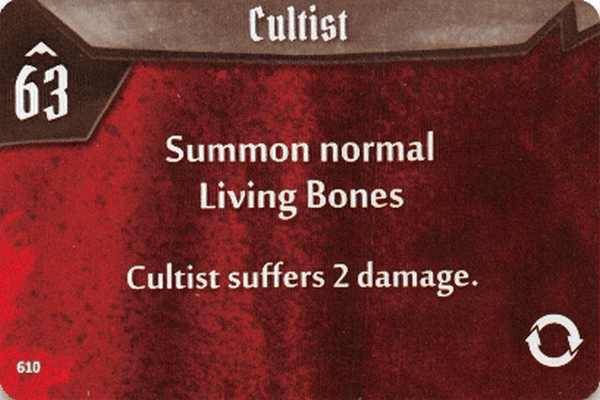 Cultist
63
Summon normal
Living Bones
Cultist suffers 2 damage.
610